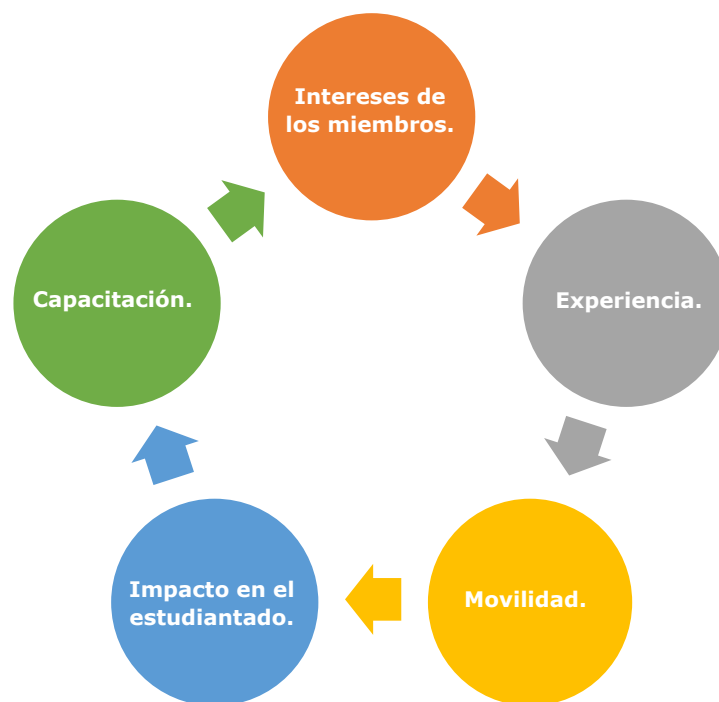 Intereses de
los miembros.
Experiencia.
Movilidad.
Impacto en el
estudiantado.
Capacitación.